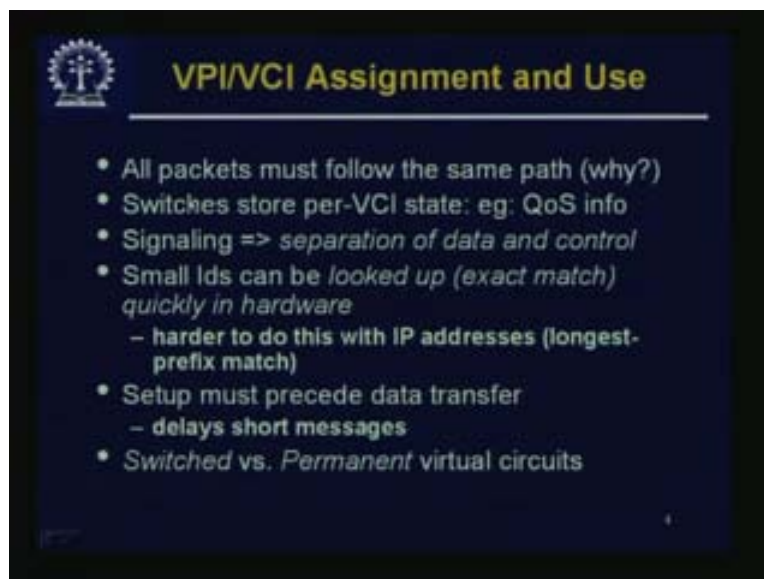 VPI/VCI Assignment and Use
• All packets must follow the same path (why?)
• Switches store per-VCI state: eg: QoS info
• Signaling => separation of data and control
• Small Ids can be looked up (exact match)
quickly in hardware
– harder to do this with IP addresses (longest-
prefix match)
• Setup must precede data transfer
– delays short messages
• Switched vs. Permanent virtual circuits